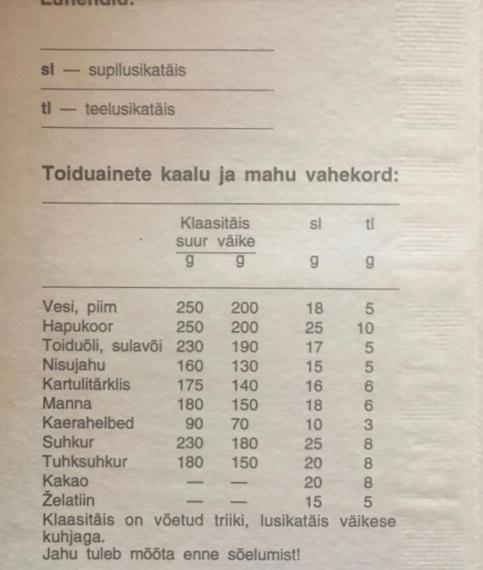 Lühendid:
sl — supilusikatäis
tl — teelusikatäis
Toiduainete kaalu ja mahu vahekord:
Klaasitäis sl tl
suur väike
g g g g
Vesi, piim 250 200 18 5
Hapukoor 250 200 25 10
Toiduõli, sulavõi 230 190 17 5
Nisujahu 160 130 15 5
Kartulitärklis 175 140 16 6
Manna 180 150 18 6
Kaerahelbed 90 70 10 3
Suhkur 230 180 25 8
Tuhksuhkur 180 150 20 8
Kakao — — 20 8
Želatiin — — 15 5
Klaasitäis on võetud triiki, lusikatäis väikese
kuhjaga.
Jahu tuleb mõõta enne sõelumist!